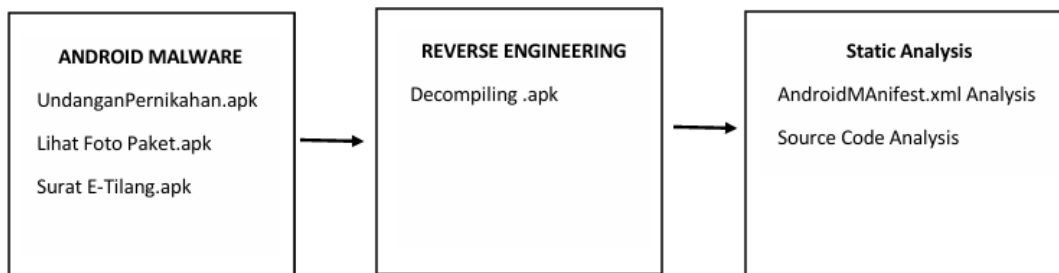 ANDROID MALWARE
UndanganPernikahan.apk
Lihat Foto Paket.apk
Surat E-Tilang.apk
REVERSE ENGINEERING
Decompiling .apk
Static Analysis
AndroidMAnifest.xml Analysis
Source Code Analysis